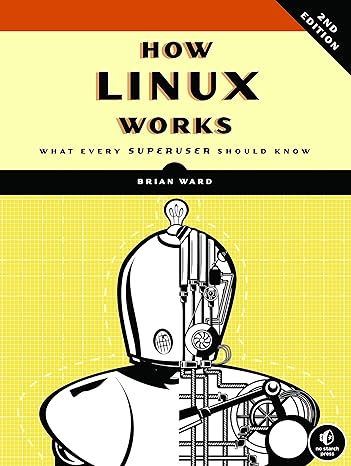 2ND
EDITION
HOW
LINUX
WORKS
WHAT EVERY SUPERUSER SHOULD KNOW
BRIAN WARD
no starch
press